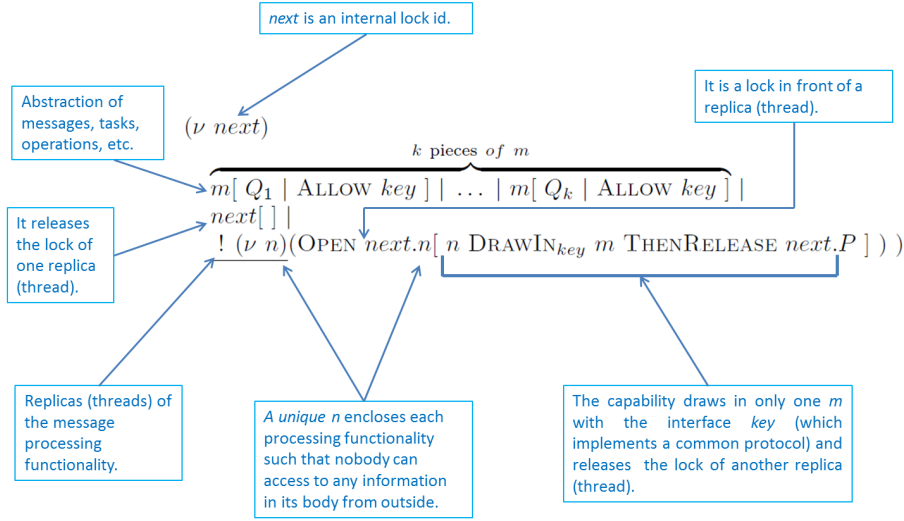 next is an internal lock id.
It is a lock in front of a
replica (thread).
Abstraction of
messages, tasks,
operations, etc.
(ν next)
k pieces of m
m[ Q₁ | ALLOW key ] | … | m[ Qₖ | ALLOW key ] |
next[ ] |
! (ν n)(OPEN next.n[ n DRAWIN_key m THENRELEASE next.P ] ) )
It releases
the lock of
one replica
(thread).
Replicas (threads) of
the message
processing
functionality.
A unique n encloses each
processing functionality
such that nobody can
access to any information
in its body from outside.
The capability draws in only one m
with the interface key (which
implements a common protocol) and
releases the lock of another replica
(thread).